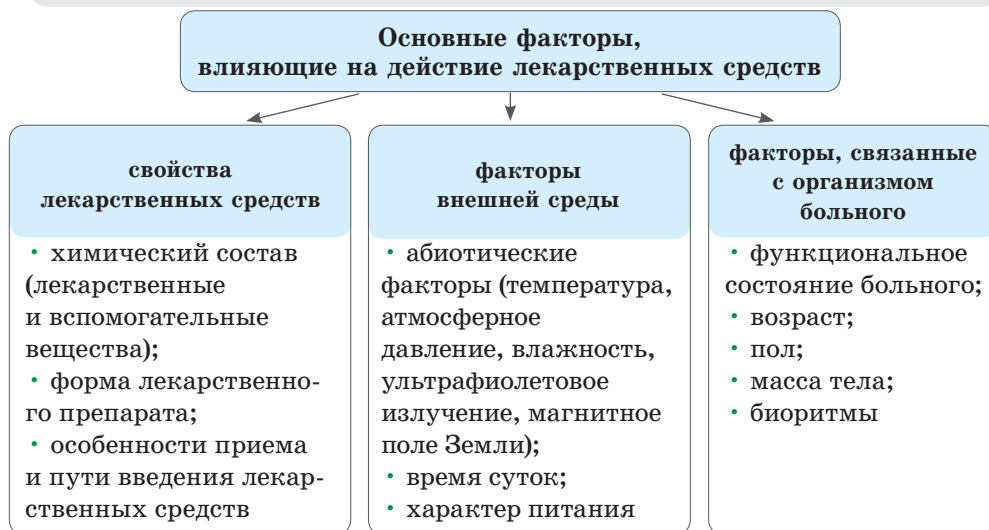 Основные факторы,
влияющие на действие лекарственных средств
свойства
лекарственных средств
• химический состав
(лекарственные
и вспомогательные
вещества);
• форма лекарственно-
го препарата;
• особенности приема
и пути введения лекар-
ственных средств
факторы
внешней среды
• абиотические
факторы (температура,
атмосферное
давление, влажность,
ультрафиолетовое
излучение, магнитное
поле Земли);
• время суток;
• характер питания
факторы, связанные
с организмом
больного
• функциональное
состояние больного;
• возраст;
• пол;
• масса тела;
• биоритмы